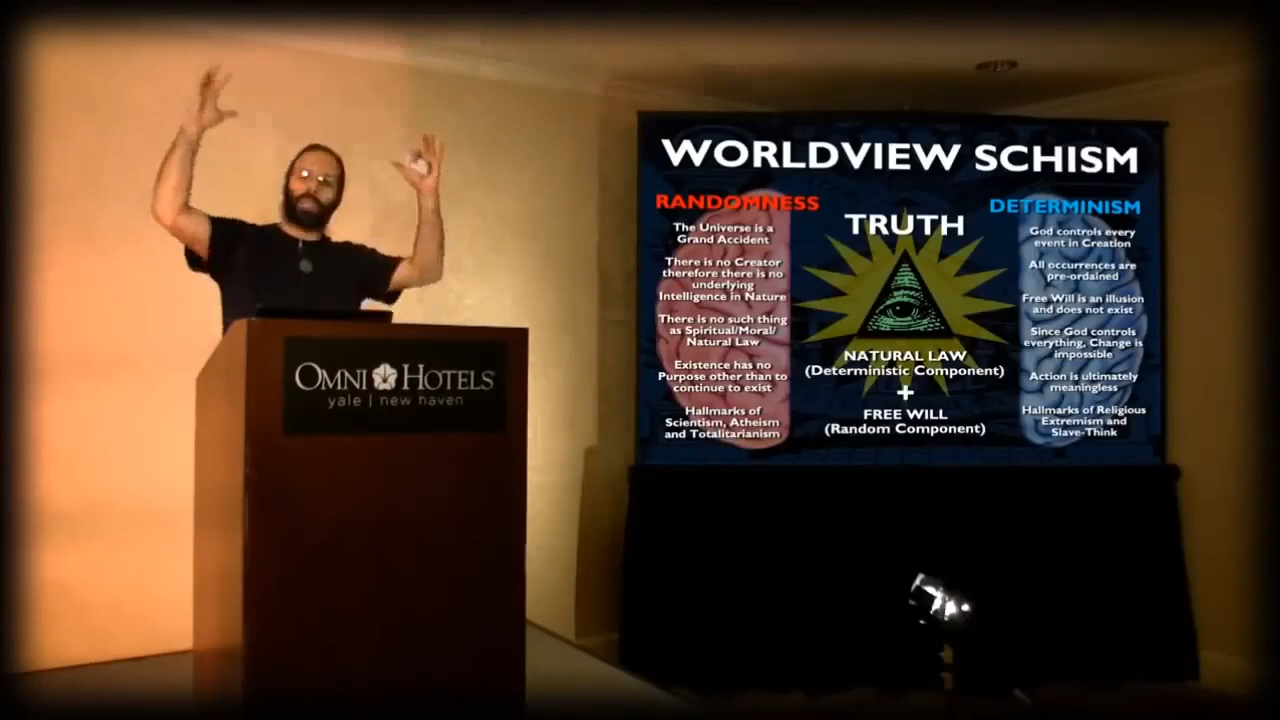 OMNI HOTELS
yale | new haven
WORLDVIEW SCHISM
RANDOMNESS
The Universe is a
Grand Accident
There is no Creator
therefore there is no
underlying
Intelligence in Nature
There is no such thing
as Spiritual/Moral/
Natural Law
Existence has no
Purpose other than to
continue to exist
Hallmarks of
Scientism, Atheism
and Totalitarianism
TRUTH
NATURAL LAW
(Deterministic Component)
+
FREE WILL
(Random Component)
DETERMINISM
God controls every
event in Creation
All occurrences are
pre-ordained
Free Will is an illusion
and does not exist
Since God controls
everything, Change is
impossible
Action is ultimately
meaningless
Hallmarks of Religious
Extremism and
Slave-Think